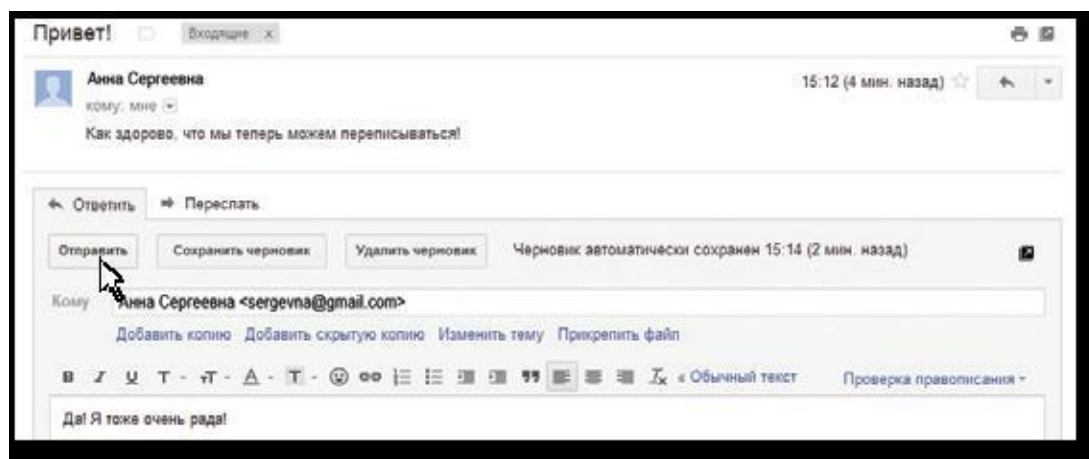 Привет! Входящие x
Анна Сергеевна 15:12 (4 мин. назад)
кому: мне
Как здорово, что мы теперь можем переписываться!
Ответить Переслать
Отправить Сохранить черновик Удалить черновик Черновик автоматически сохранен 15:14 (2 мин. назад)
Кому Анна Сергеевна <sergevna@gmail.com>
Добавить копию Добавить скрытую копию Изменить тему Прикрепить файл
B I U T тT A T Tx « Обычный текст Проверка правописания
Да! Я тоже очень рада!